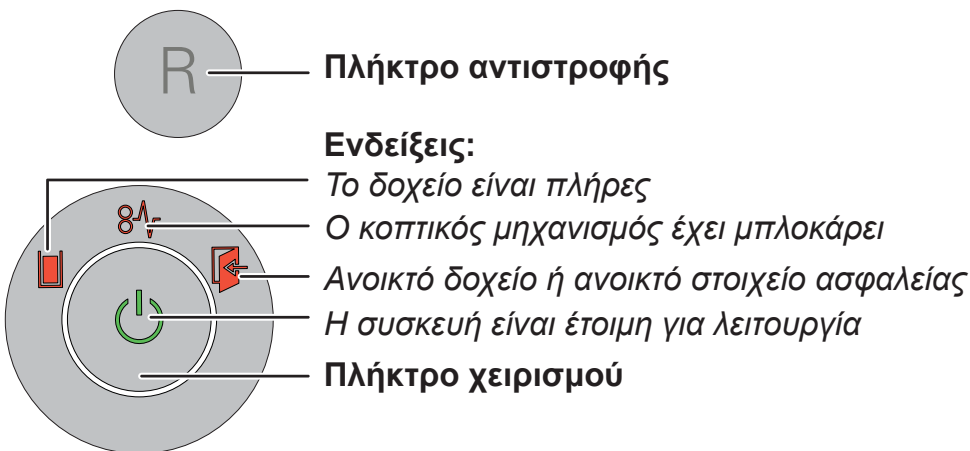 R
Πλήκτρο αντιστροφής
Ενδείξεις:
Το δοχείο είναι πλήρες
Ο κοπτικός μηχανισμός έχει μπλοκάρει
Ανοικτό δοχείο ή ανοικτό στοιχείο ασφαλείας
Η συσκευή είναι έτοιμη για λειτουργία
Πλήκτρο χειρισμού